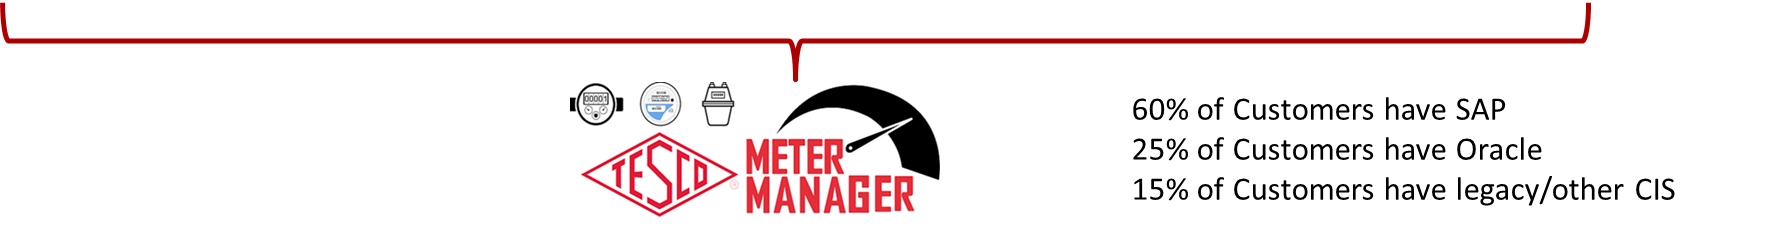 00001
TESCO®
METER
MANAGER
60% of Customers have SAP
25% of Customers have Oracle
15% of Customers have legacy/other CIS